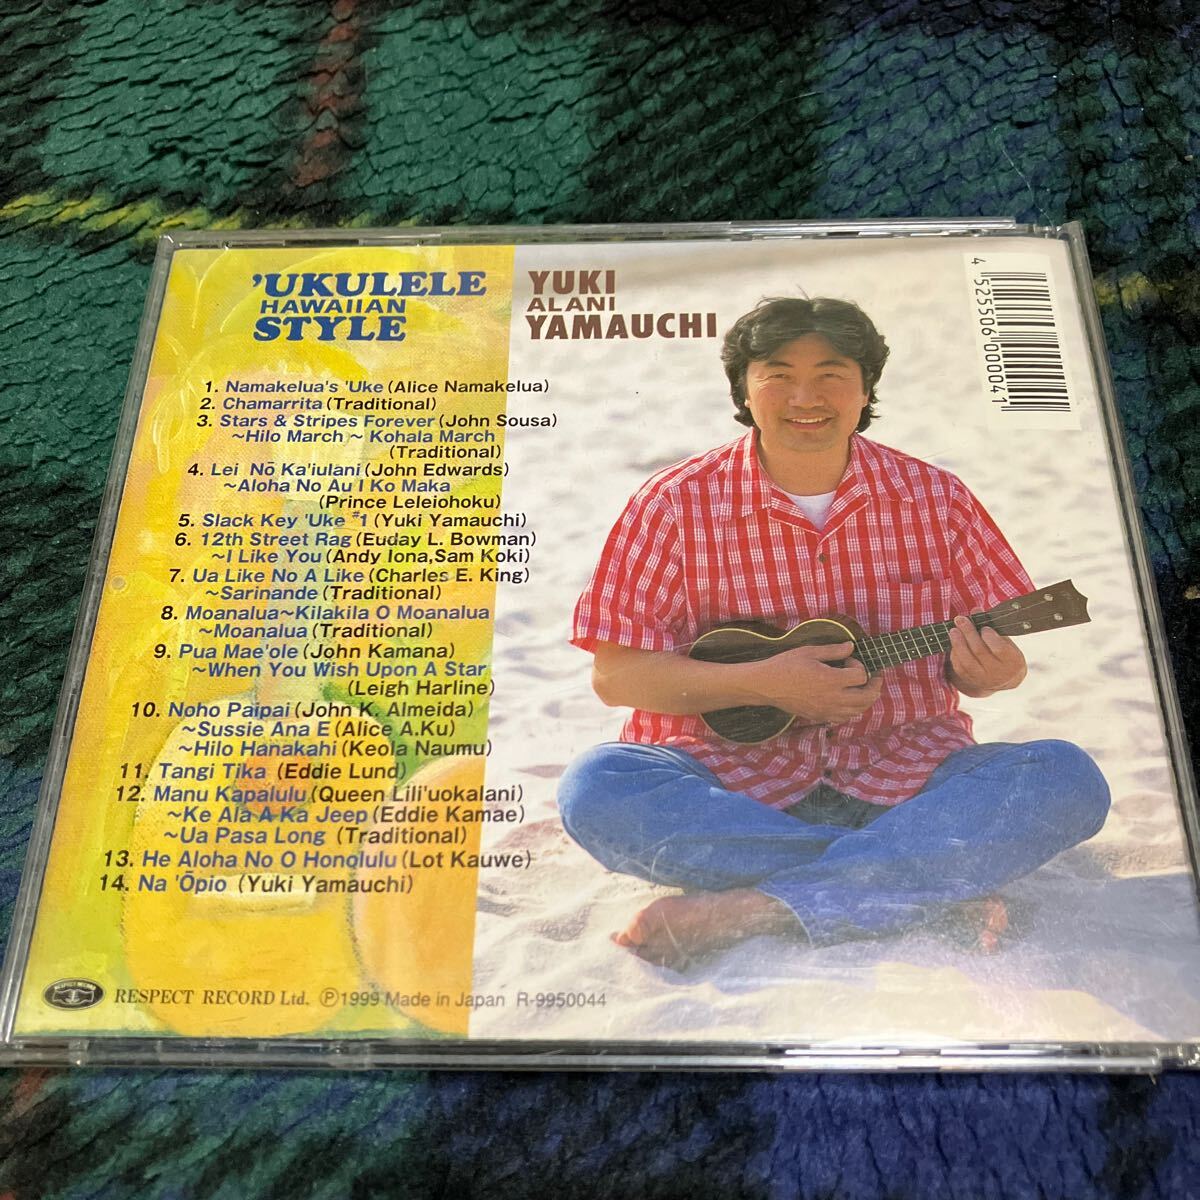 'UKULELE
HAWAIIAN
STYLE
YUKI
ALANI
YAMAUCHI
4 525506 000041
1. Namakelua's 'Uke (Alice Namakelua)
2. Chamarrita (Traditional)
3. Stars & Stripes Forever (John Sousa)
~Hilo March ~ Kohala March
(Traditional)
4. Lei Nō Ka'iulani (John Edwards)
~Aloha No Au I Ko Maka
(Prince Leleiohoku)
5. Slack Key 'Uke #1 (Yuki Yamauchi)
6. 12th Street Rag (Euday L. Bowman)
~I Like You (Andy Iona,Sam Koki)
7. Ua Like No A Like (Charles E. King)
~Sarinande (Traditional)
8. Moanalua~Kilakila O Moanalua
~Moanalua (Traditional)
9. Pua Mae'ole (John Kamana)
~When You Wish Upon A Star
(Leigh Harline)
10. Noho Paipai (John K. Almeida)
~Sussie Ana E (Alice A.Ku)
~Hilo Hanakahi (Keola Naumu)
11. Tangi Tika (Eddie Lund)
12. Manu Kapalulu (Queen Lili'uokalani)
~Ke Ala A Ka Jeep (Eddie Kamae)
~Ua Pasa Long (Traditional)
13. He Aloha No O Honolulu (Lot Kauwe)
14. Na 'Ōpio (Yuki Yamauchi)
RESPECT RECORD
RESPECT RECORD Ltd. ℗1999 Made in Japan R-9950044